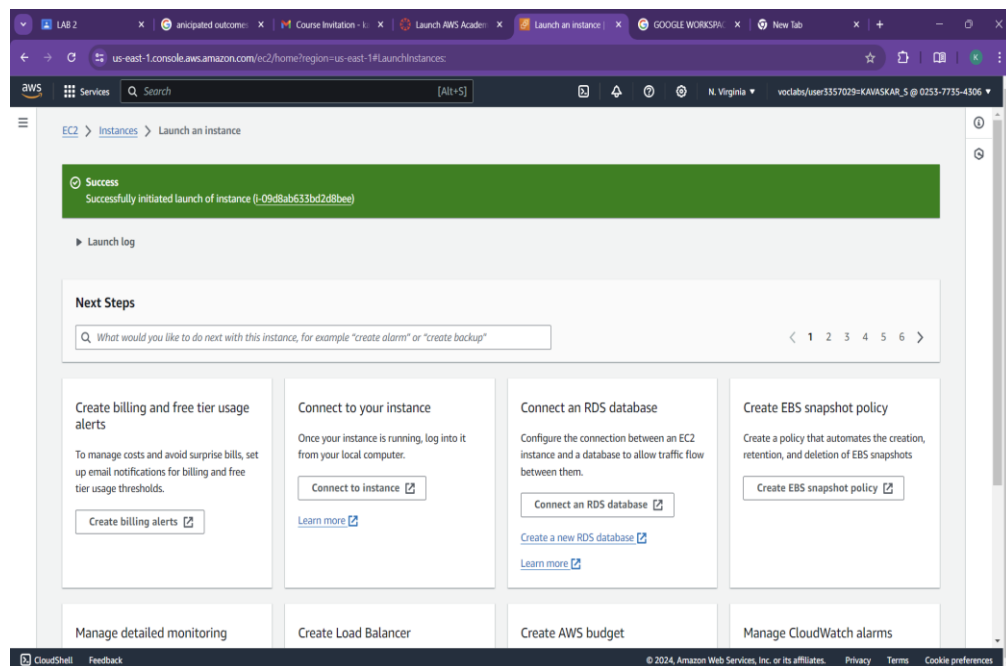 LAB 2
anicipated outcomes
M Course Invitation - k
Launch AWS Academ
Launch an instance |
GOOGLE WORKSPAC
New Tab
us-east-1.console.aws.amazon.com/ec2/home?region=us-east-1#LaunchInstances:
K
aws
Services
Search
[Alt+S]
N. Virginia
voclabs/user3357029=KAVASKAR_S @ 0253-7735-4306
EC2 > Instances > Launch an instance
Success
Successfully initiated launch of instance (i-09d8ab633bd2d8bee)
Launch log
Next Steps
What would you like to do next with this instance, for example "create alarm" or "create backup"
< 1 2 3 4 5 6 >
Create billing and free tier usage
alerts
To manage costs and avoid surprise bills, set
up email notifications for billing and free
tier usage thresholds.
Create billing alerts
Connect to your instance
Once your instance is running, log into it
from your local computer.
Connect to instance
Learn more
Connect an RDS database
Configure the connection between an EC2
instance and a database to allow traffic flow
between them.
Connect an RDS database
Create a new RDS database
Learn more
Create EBS snapshot policy
Create a policy that automates the creation,
retention, and deletion of EBS snapshots
Create EBS snapshot policy
Manage detailed monitoring
Create Load Balancer
Create AWS budget
Manage CloudWatch alarms
CloudShell
Feedback
© 2024, Amazon Web Services, Inc. or its affiliates.
Privacy
Terms
Cookie preferences